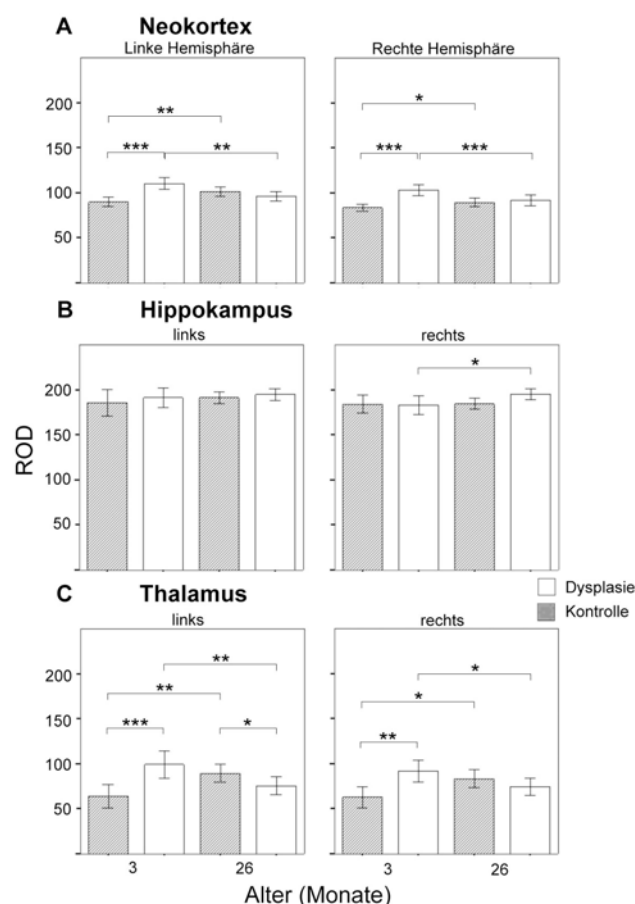 A Neokortex
Linke Hemisphäre Rechte Hemisphäre
200
150
100
50
** *
*** ** *** ***
B Hippokampus
links rechts
200
150
100
50
*
ROD
C Thalamus
Dysplasie
Kontrolle
links rechts
200
150
100
50
** *
** *
*** * **
3 26 3 26
Alter (Monate)